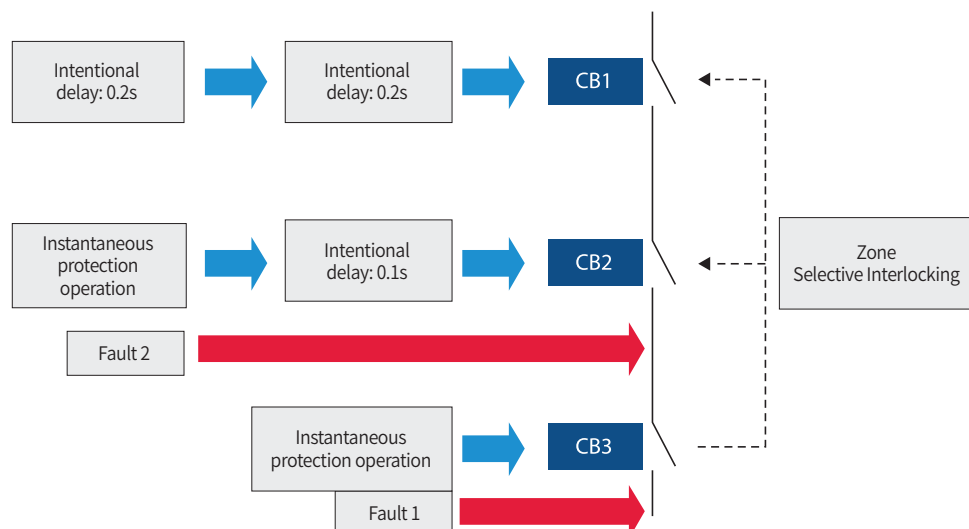 Intentional
delay: 0.2s
Intentional
delay: 0.2s
CB1
Instantaneous
protection
operation
Intentional
delay: 0.1s
CB2
Zone
Selective Interlocking
Fault 2
Instantaneous
protection operation
CB3
Fault 1